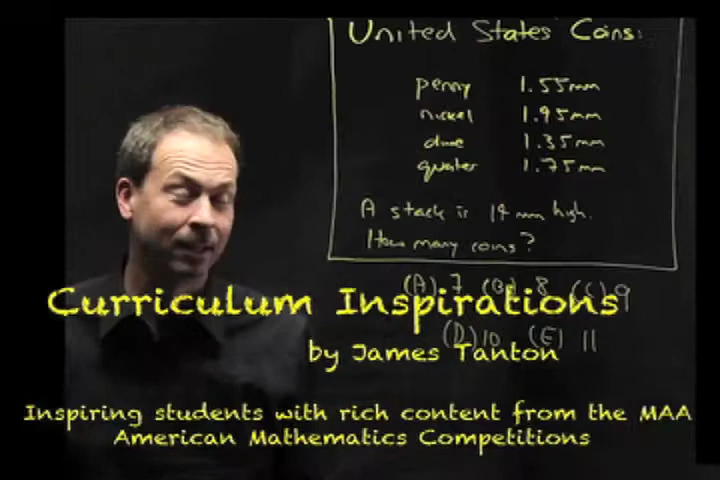 United States Coins:
penny 1.55mm
nickel 1.95mm
dime 1.35mm
quater 1.75mm
A stack is 14 mm high.
How many coins?
(A) 7 (B) 8 (C) 9
(D) 10 (E) 11
Curriculum Inspirations
by James Tanton
Inspiring students with rich content from the MAA
American Mathematics Competitions